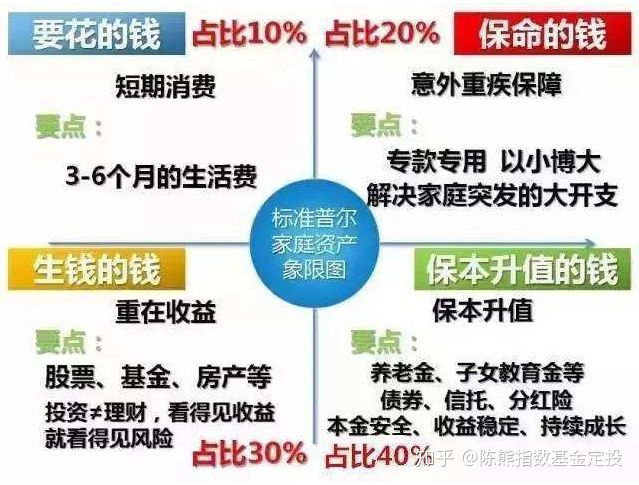 要花的钱 占比10%
短期消费
要点：
3-6个月的生活费
占比20% 保命的钱
意外重疾保障
要点：
专款专用 以小博大
解决家庭突发的大开支
标准普尔
家庭资产
象限图
生钱的钱
重在收益
要点：
股票、基金、房产等
投资≠理财，看得见收益
就看得见风险
占比30%
保本升值的钱
保本升值
要点：
养老金、子女教育金等
债券、信托、分红险
本金安全、收益稳定、持续成长
占比40%
知乎 @陈熊指数基金定投